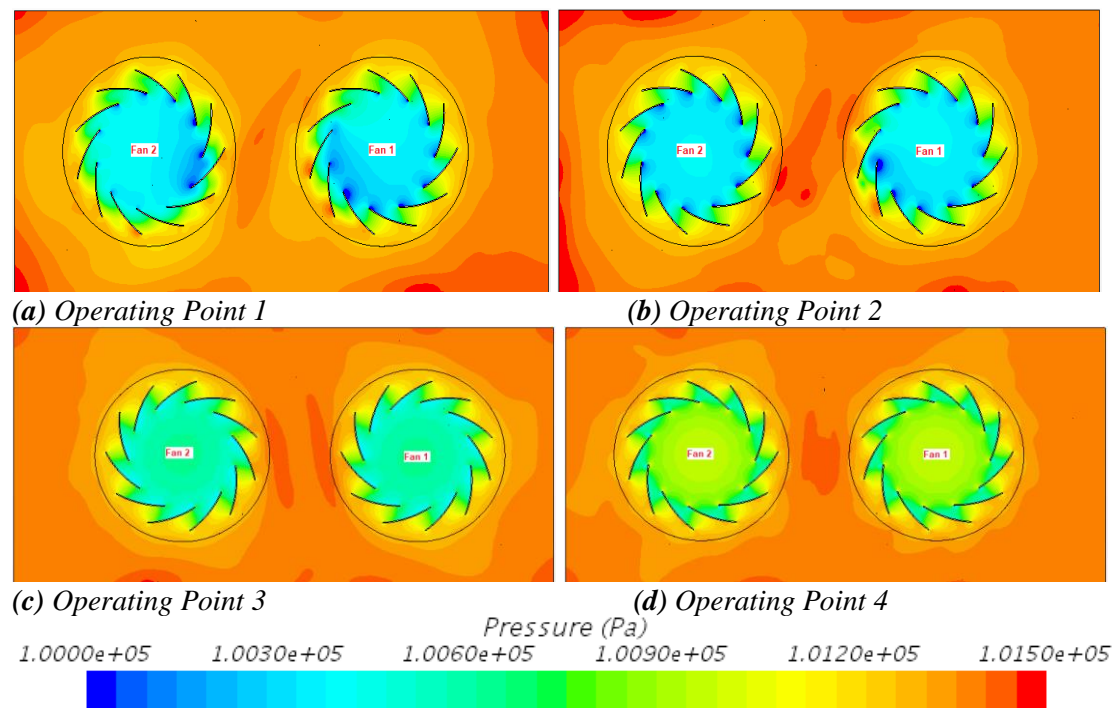 Fan 2
Fan 1
Fan 2
Fan 1
(a) Operating Point 1
(b) Operating Point 2
Fan 2
Fan 1
Fan 2
Fan 1
(c) Operating Point 3
(d) Operating Point 4
Pressure (Pa)
1.0000e+05 1.0030e+05 1.0060e+05 1.0090e+05 1.0120e+05 1.0150e+05